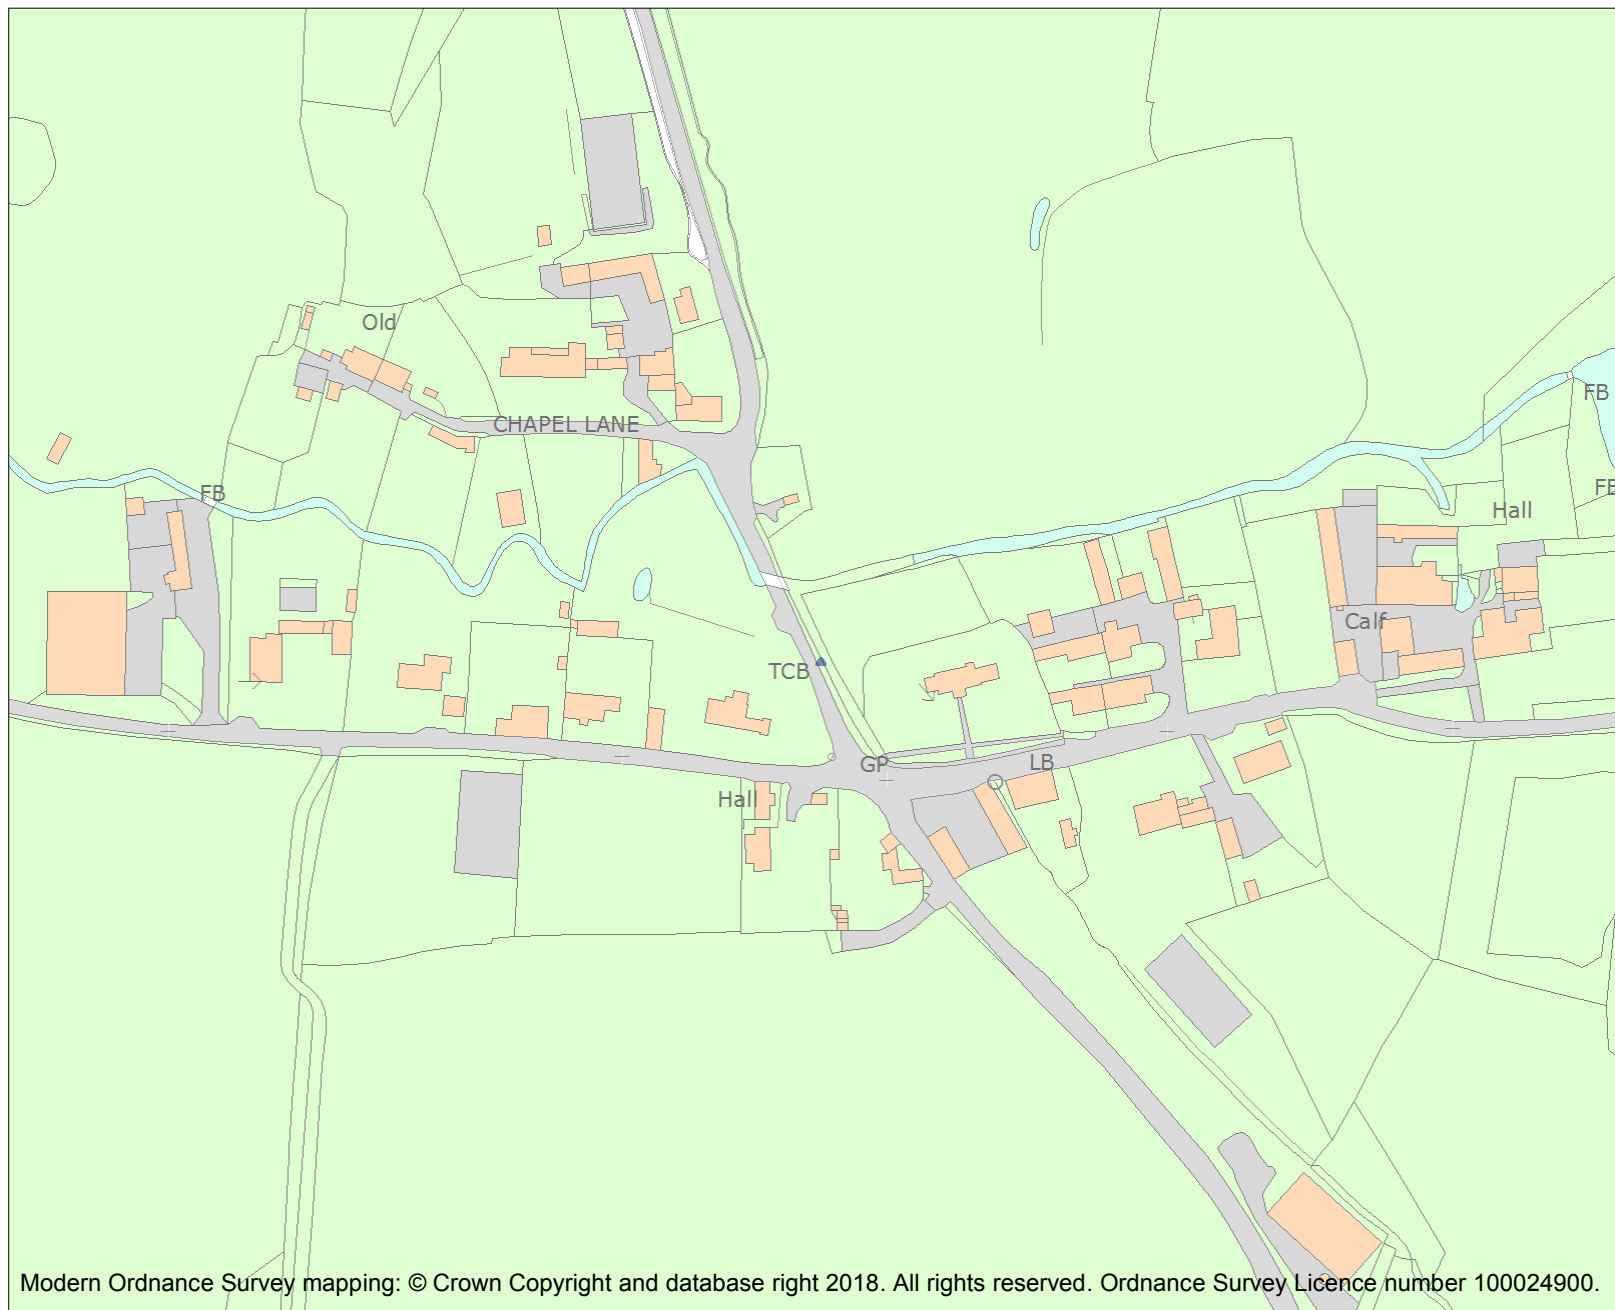 Old
CHAPEL LANE
FB
FB
FB
Hall
Calf
TCB
GP
LB
Hall
Modern Ordnance Survey mapping: © Crown Copyright and database right 2018. All rights reserved. Ordnance Survey Licence number 100024900.